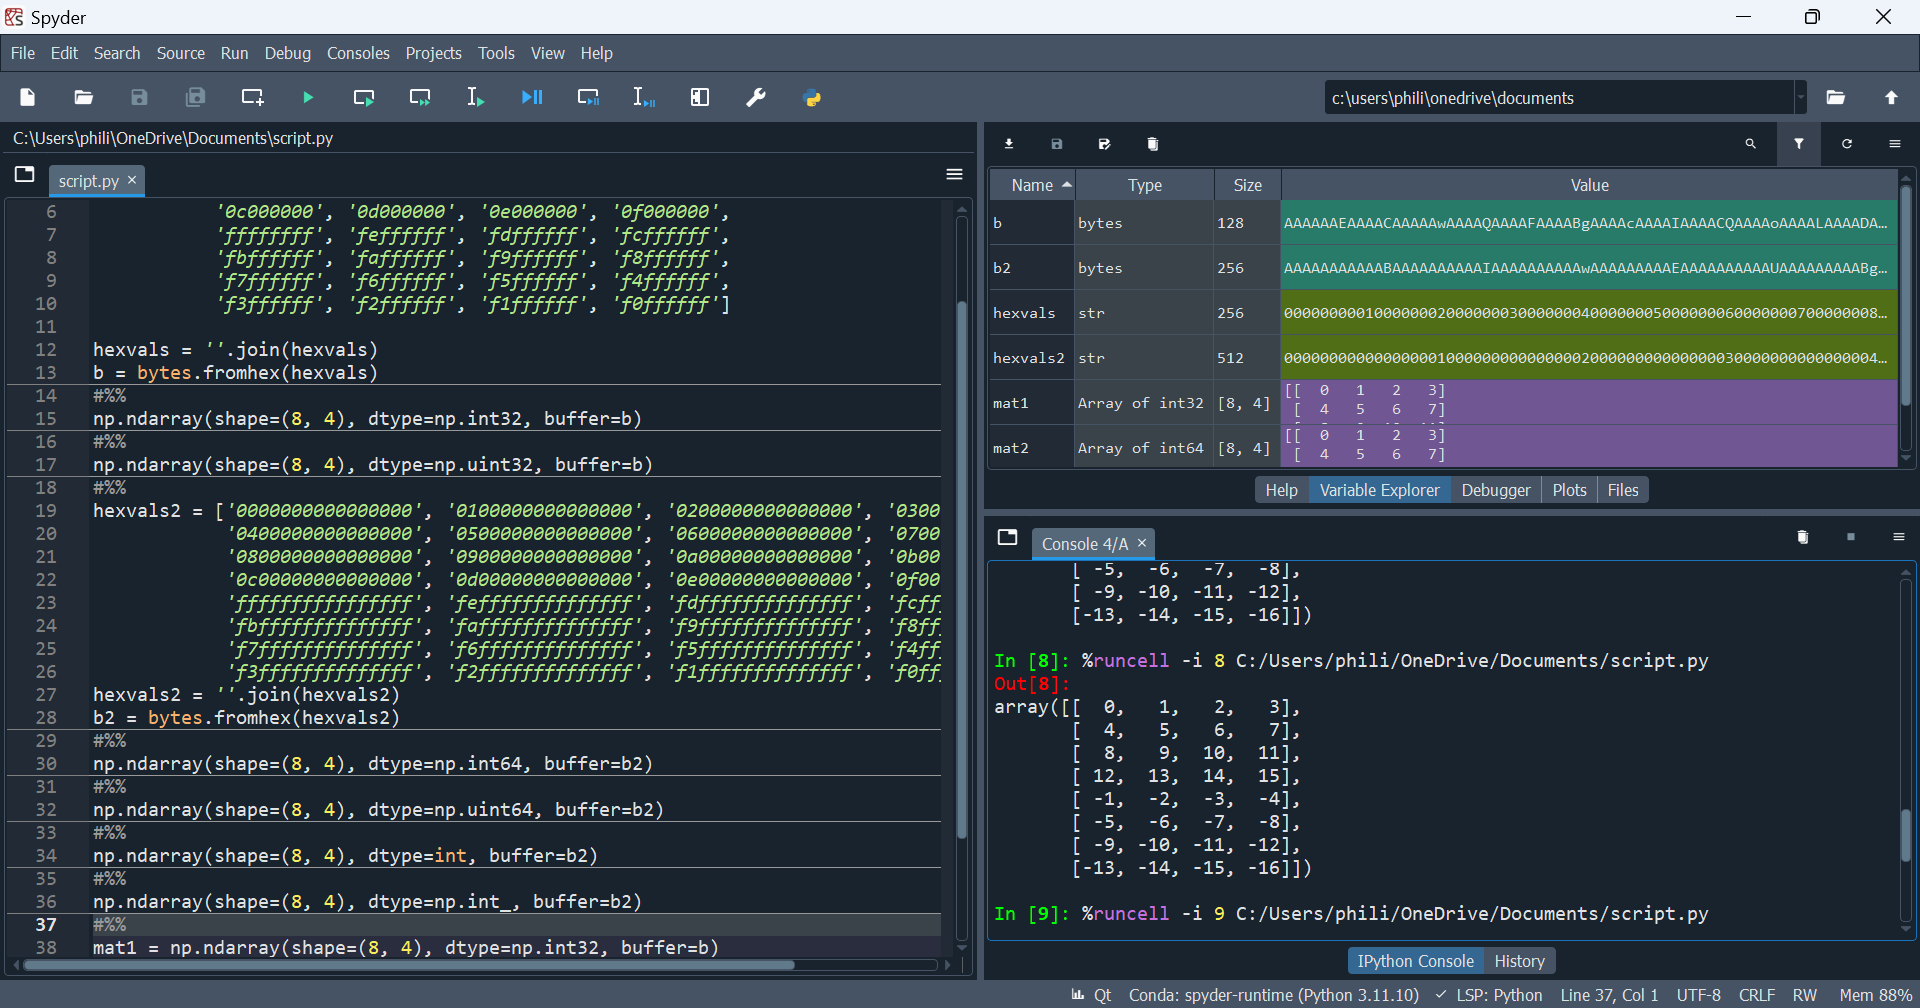 Spyder
File Edit Search Source Run Debug Consoles Projects Tools View Help
c:\users\phili\onedrive\documents
C:\Users\phili\OneDrive\Documents\script.py
script.py
6 '0c000000', '0d000000', '0e000000', '0f000000',
7 'ffffffff', 'feffffff', 'fdffffff', 'fcffffff',
8 'fbffffff', 'faffffff', 'f9ffffff', 'f8ffffff',
9 'f7ffffff', 'f6ffffff', 'f5ffffff', 'f4ffffff',
10 'f3ffffff', 'f2ffffff', 'f1ffffff', 'f0ffffff']
11
12 hexvals = ''.join(hexvals)
13 b = bytes.fromhex(hexvals)
14 #%%
15 np.ndarray(shape=(8, 4), dtype=np.int32, buffer=b)
16 #%%
17 np.ndarray(shape=(8, 4), dtype=np.uint32, buffer=b)
18 #%%
19 hexvals2 = ['0000000000000000', '0100000000000000', '0200000000000000', '0300
20 '0400000000000000', '0500000000000000', '0600000000000000', '0700
21 '0800000000000000', '0900000000000000', '0a00000000000000', '0b00
22 '0c00000000000000', '0d00000000000000', '0e00000000000000', '0f00
23 'ffffffffffffffff', 'feffffffffffffff', 'fdffffffffffffff', 'fcff
24 'fbffffffffffffff', 'faffffffffffffff', 'f9ffffffffffffff', 'f8ff
25 'f7ffffffffffffff', 'f6ffffffffffffff', 'f5ffffffffffffff', 'f4ff
26 'f3ffffffffffffff', 'f2ffffffffffffff', 'f1ffffffffffffff', 'f0ff
27 hexvals2 = ''.join(hexvals2)
28 b2 = bytes.fromhex(hexvals2)
29 #%%
30 np.ndarray(shape=(8, 4), dtype=np.int64, buffer=b2)
31 #%%
32 np.ndarray(shape=(8, 4), dtype=np.uint64, buffer=b2)
33 #%%
34 np.ndarray(shape=(8, 4), dtype=int, buffer=b2)
35 #%%
36 np.ndarray(shape=(8, 4), dtype=np.int_, buffer=b2)
37 #%%
38 mat1 = np.ndarray(shape=(8, 4), dtype=np.int32, buffer=b)
Name Type Size Value
b bytes 128 AAAAAAEAAAACAAAAAwAAAAQAAAAFAAAABgAAAAcAAAAIAAAACQAAAAoAAAALAAAADA…
b2 bytes 256 AAAAAAAAAAABAAAAAAAAAAIAAAAAAAAAAwAAAAAAAAAEAAAAAAAAAAUAAAAAAAAABg…
hexvals str 256 000000000100000002000000030000000400000005000000060000000700000008…
hexvals2 str 512 000000000000000001000000000000000200000000000000030000000000000004…
mat1 Array of int32 [8, 4] [[ 0 1 2 3]
[ 4 5 6 7]
mat2 Array of int64 [8, 4] [[ 0 1 2 3]
[ 4 5 6 7]
Help Variable Explorer Debugger Plots Files
Console 4/A
[ -5, -6, -7, -8],
[ -9, -10, -11, -12],
[-13, -14, -15, -16]])
In [8]: %runcell -i 8 C:/Users/phili/OneDrive/Documents/script.py
Out[8]:
array([[ 0, 1, 2, 3],
[ 4, 5, 6, 7],
[ 8, 9, 10, 11],
[ 12, 13, 14, 15],
[ -1, -2, -3, -4],
[ -5, -6, -7, -8],
[ -9, -10, -11, -12],
[-13, -14, -15, -16]])
In [9]: %runcell -i 9 C:/Users/phili/OneDrive/Documents/script.py
IPython Console History
Qt Conda: spyder-runtime (Python 3.11.10) ✓ LSP: Python Line 37, Col 1 UTF-8 CRLF RW Mem 88%